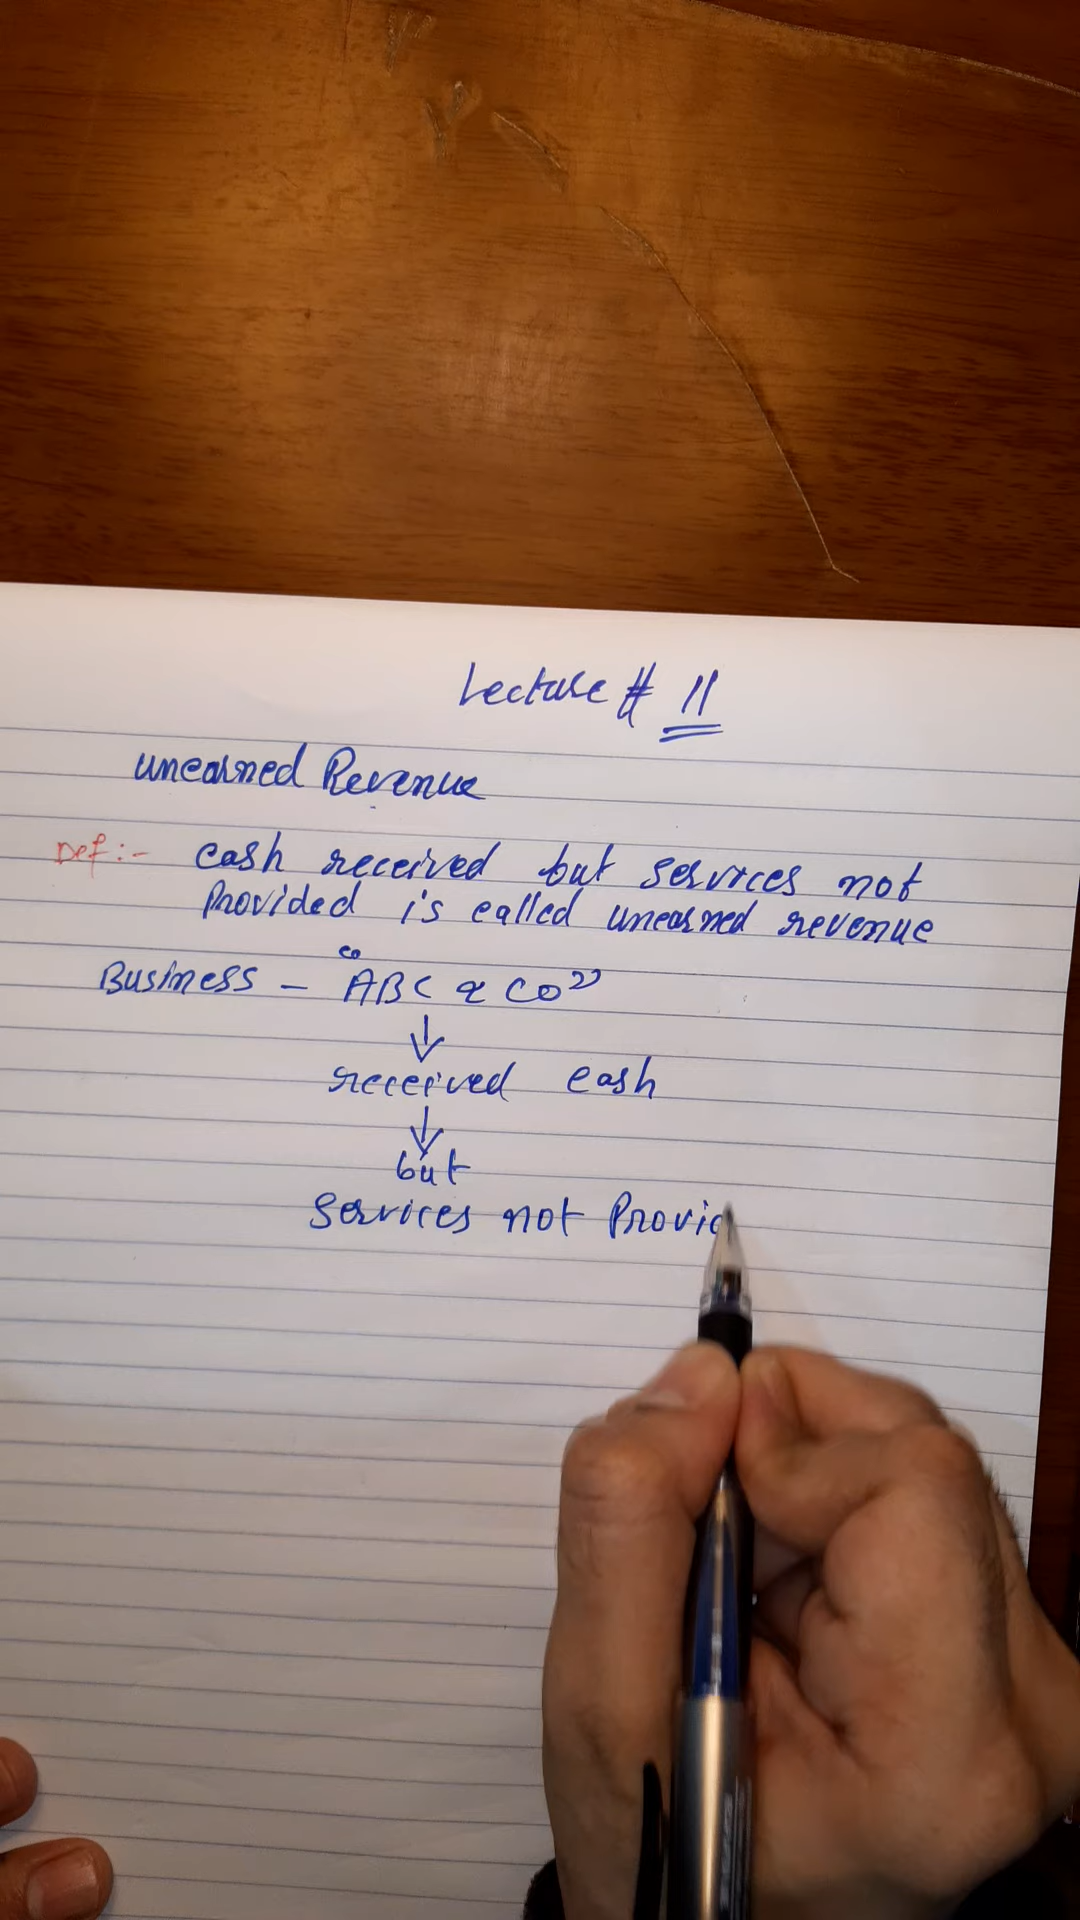 Lecture # 11
unearned Revenue
Def:- cash received but services not
Provided is called unearned revenue
Business - "ABC & CO"
received cash
but
Services not Provid